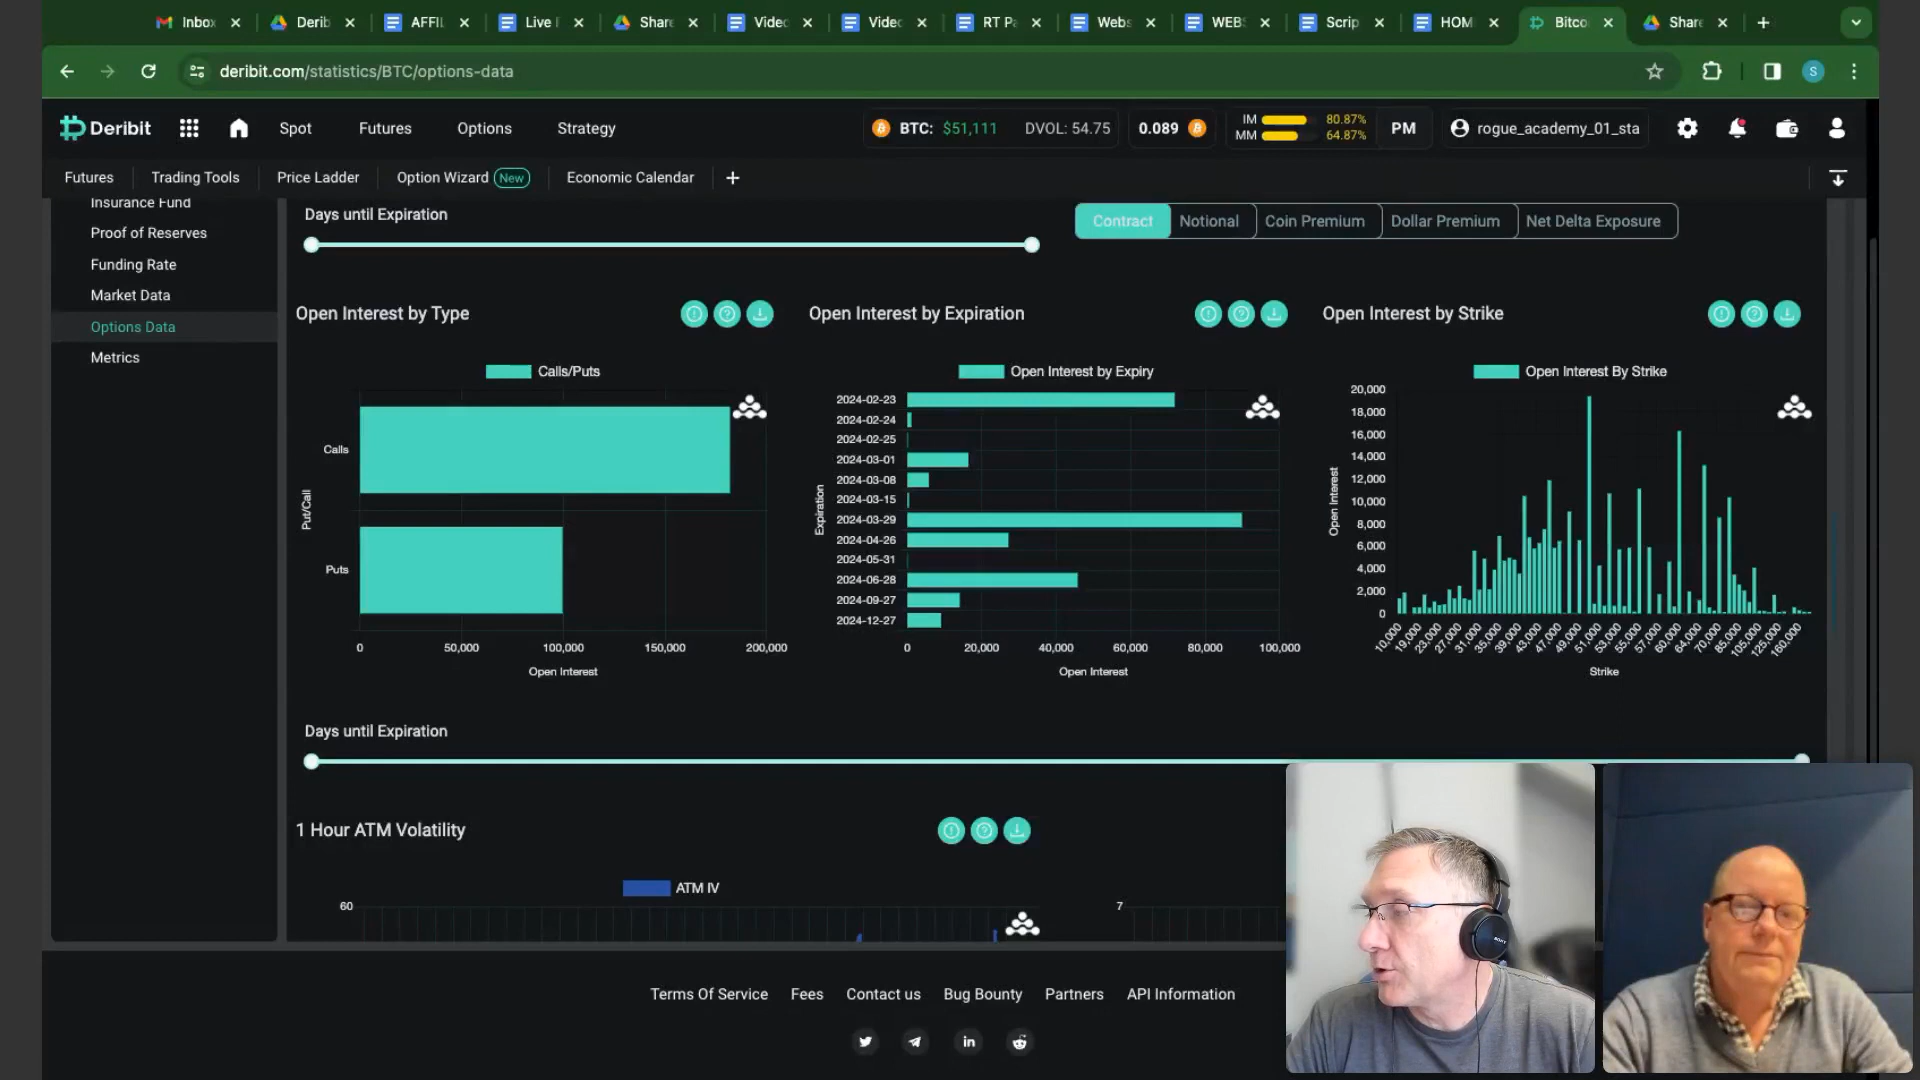 Inbox
Derib
AFFIL
Live
Share
Video
Video
RT Pa
Webs
WEBS
Scrip
HOM
Bitco
Share
deribit.com/statistics/BTC/options-data
S
Deribit
Spot
Futures
Options
Strategy
BTC: $51,111 DVOL: 54.75
0.089
IM 80.87%
MM 64.87%
PM
rogue_academy_01_sta
Futures
Trading Tools
Price Ladder
Option Wizard New
Economic Calendar
Insurance Fund
Proof of Reserves
Funding Rate
Market Data
Options Data
Metrics
Days until Expiration
Contract
Notional
Coin Premium
Dollar Premium
Net Delta Exposure
Open Interest by Type
Calls/Puts
Put/Call
Calls
Puts
0 50,000 100,000 150,000 200,000
Open Interest
Open Interest by Expiration
Open Interest by Expiry
Expiration
2024-02-23
2024-02-24
2024-02-25
2024-03-01
2024-03-08
2024-03-15
2024-03-29
2024-04-26
2024-05-31
2024-06-28
2024-09-27
2024-12-27
0 20,000 40,000 60,000 80,000 100,000
Open Interest
Open Interest by Strike
Open Interest By Strike
Open Interest
20,000
18,000
16,000
14,000
12,000
10,000
8,000
6,000
4,000
2,000
0
10,000 19,000 23,000 27,000 31,000 35,000 39,000 43,000 47,000 49,000 51,000 53,000 55,000 57,000 60,000 64,000 70,000 85,000 105,000 125,000 160,000
Strike
Days until Expiration
1 Hour ATM Volatility
ATM IV
60
7
Terms Of Service
Fees
Contact us
Bug Bounty
Partners
API Information
SONY